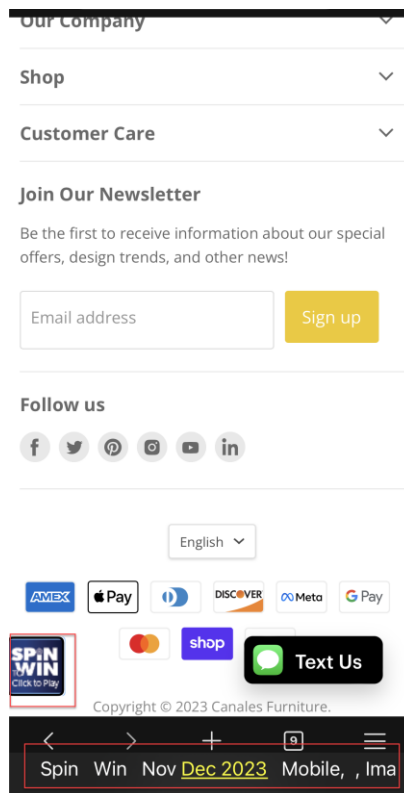 Our Company
Shop
Customer Care
Join Our Newsletter
Be the first to receive information about our special
offers, design trends, and other news!
Email address
Sign up
Follow us
f
in
English
AMEX
Pay
DISCOVER
Meta
G Pay
SPIN
TO
WIN
Click to Play
shop
Text Us
Copyright © 2023 Canales Furniture.
9
Spin Win Nov Dec 2023 Mobile, , Ima